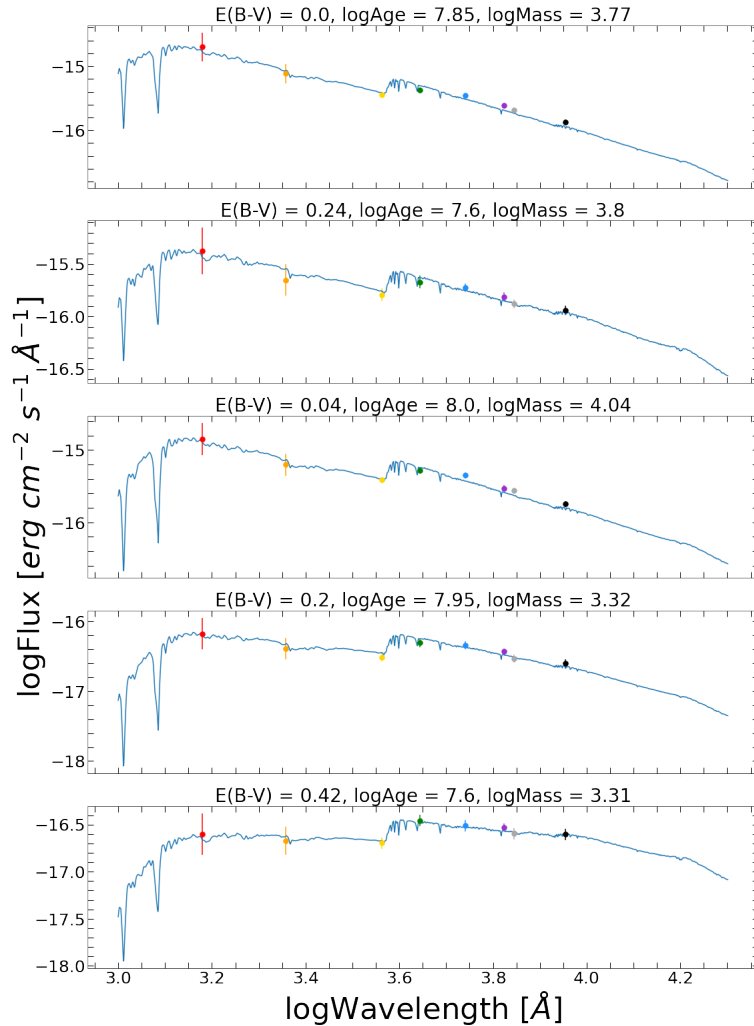 E(B-V) = 0.0, logAge = 7.85, logMass = 3.77
−15
−16
E(B-V) = 0.24, logAge = 7.6, logMass = 3.8
−15.5
−16.0
−16.5
E(B-V) = 0.04, logAge = 8.0, logMass = 4.04
−15
−16
E(B-V) = 0.2, logAge = 7.95, logMass = 3.32
−16
−17
−18
E(B-V) = 0.42, logAge = 7.6, logMass = 3.31
−16.5
−17.0
−17.5
−18.0
3.0 3.2 3.4 3.6 3.8 4.0 4.2
logWavelength [Å]
logFlux [erg cm⁻² s⁻¹ Å⁻¹]